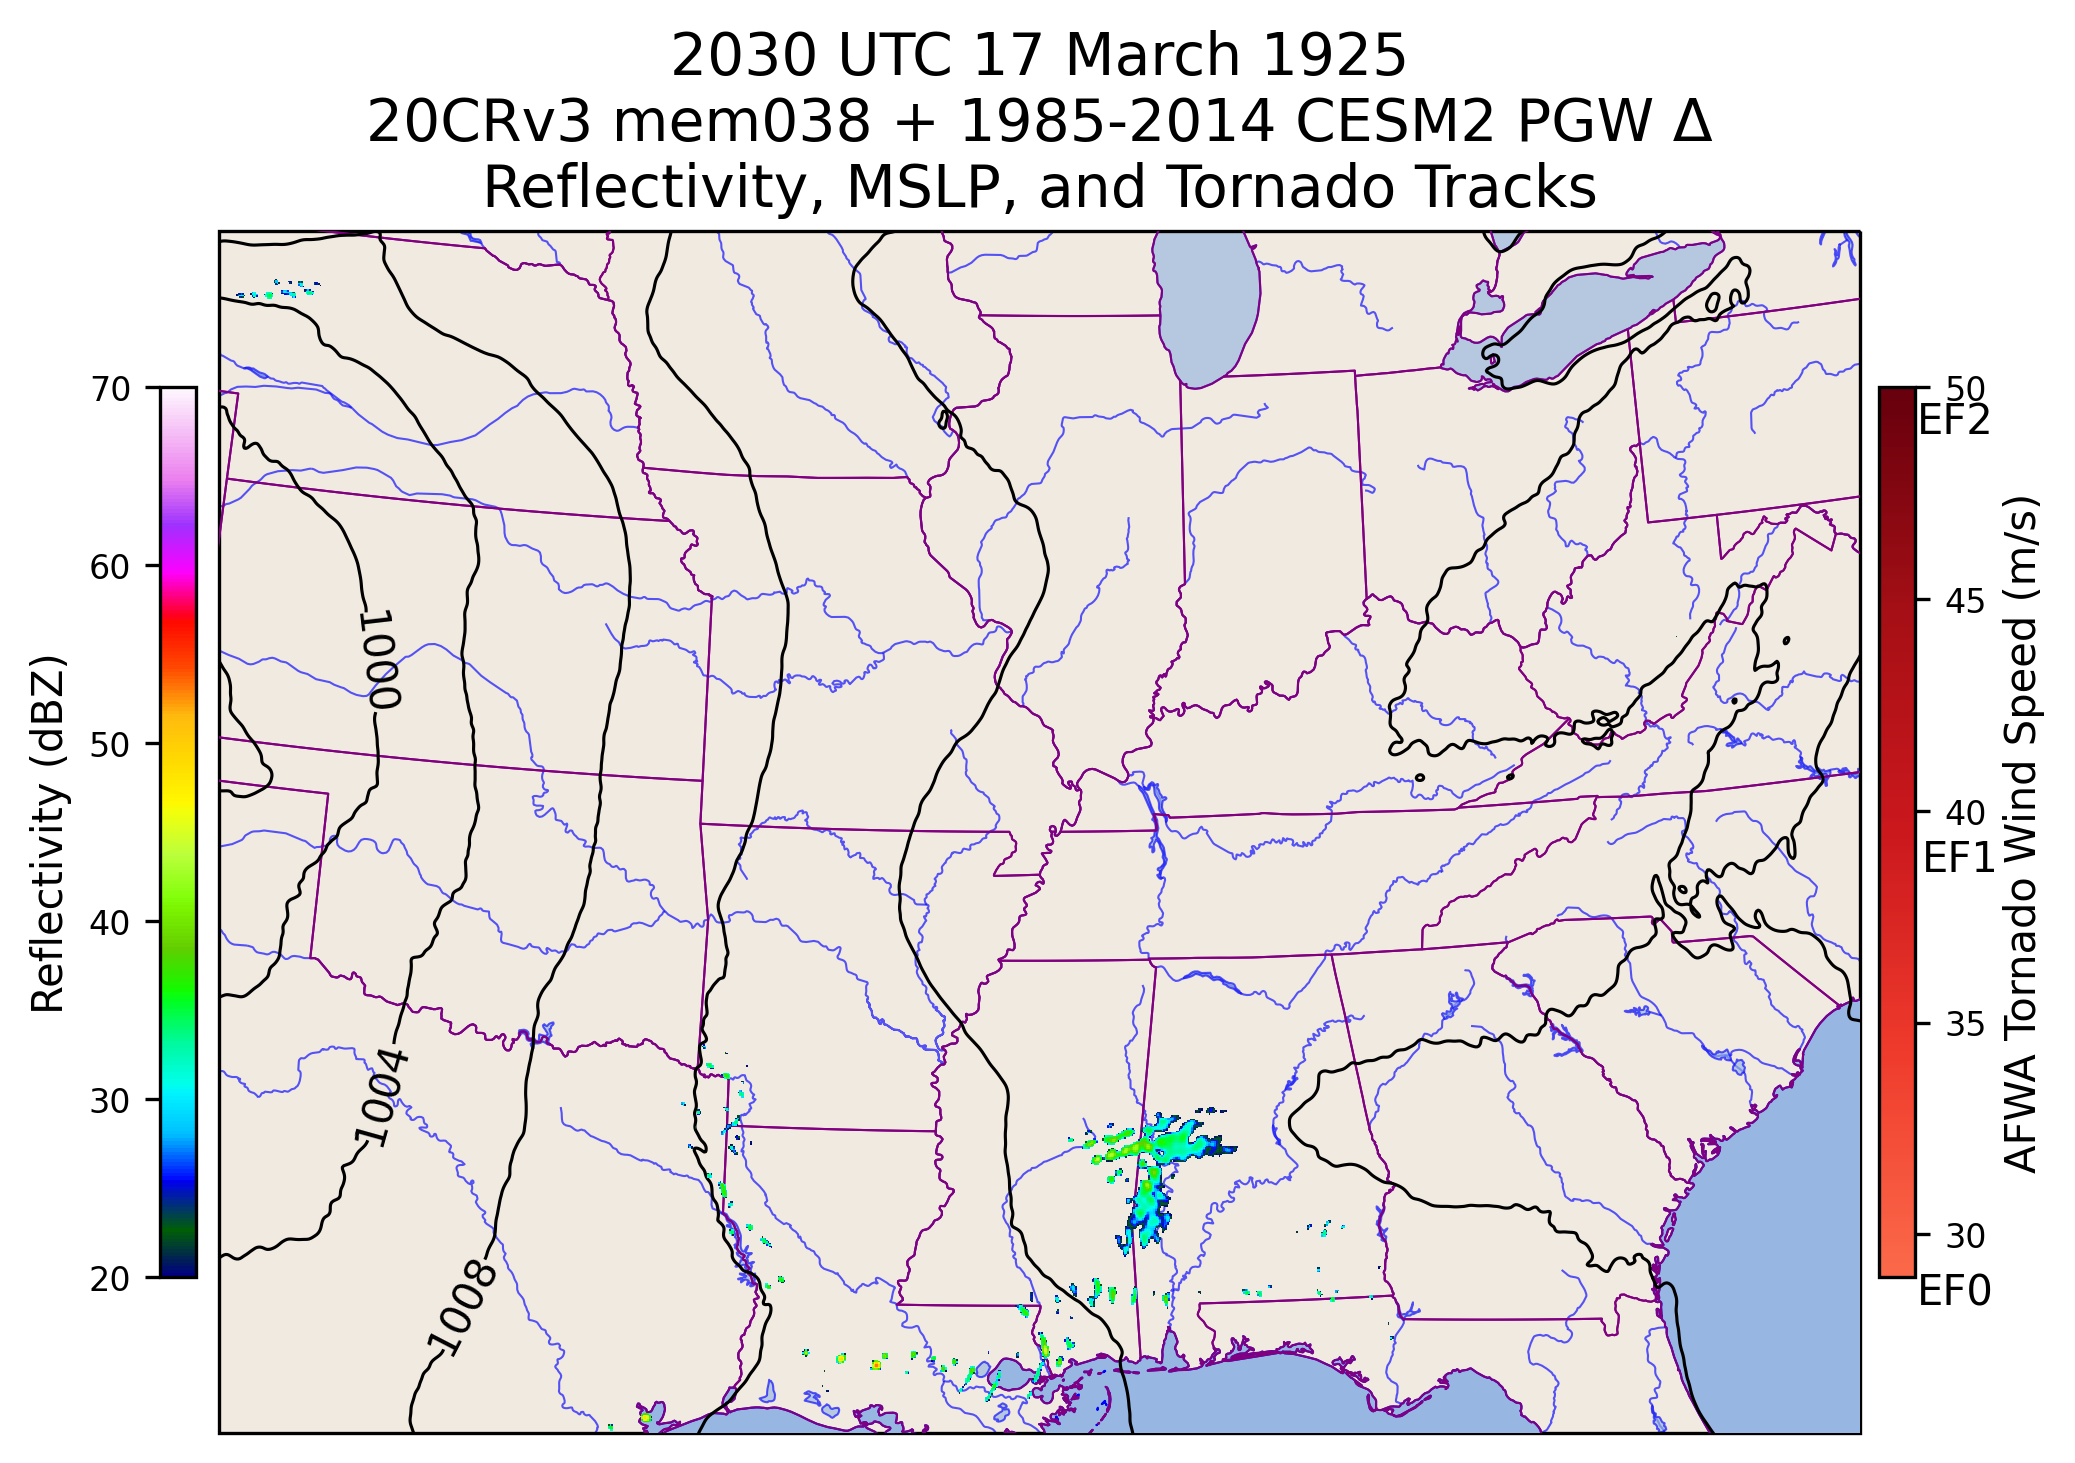 2030 UTC 17 March 1925
20CRv3 mem038 + 1985-2014 CESM2 PGW Δ
Reflectivity, MSLP, and Tornado Tracks
70
60
50
40
30
20
Reflectivity (dBZ)
1000
1004
1008
50
EF2
45
40
EF1
35
30
EF0
AFWA Tornado Wind Speed (m/s)